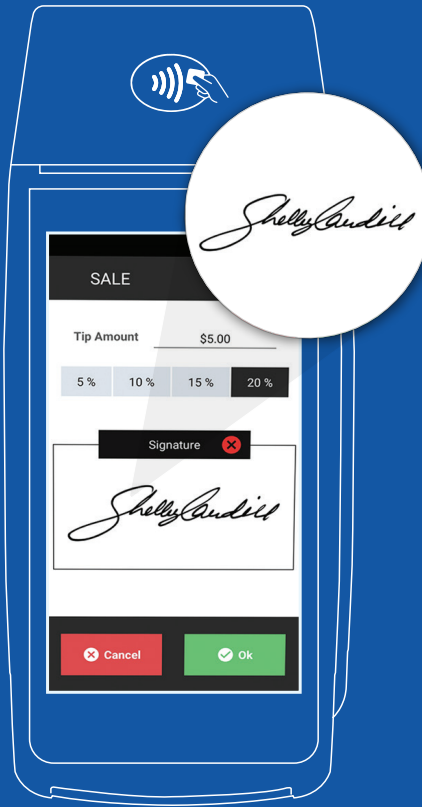 Shelly Caudill
SALE
Tip Amount $5.00
5 % 10 % 15 % 20 %
Signature
Shelly Caudill
Cancel Ok